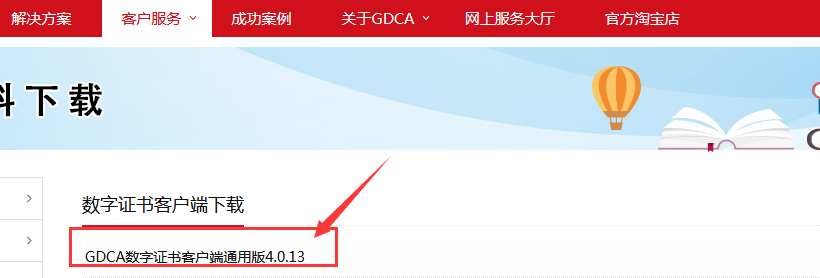 解决方案 客户服务 成功案例 关于GDCA 网上服务大厅 官方淘宝店
下载
数字证书客户端下载
GDCA数字证书客户端通用版4.0.13